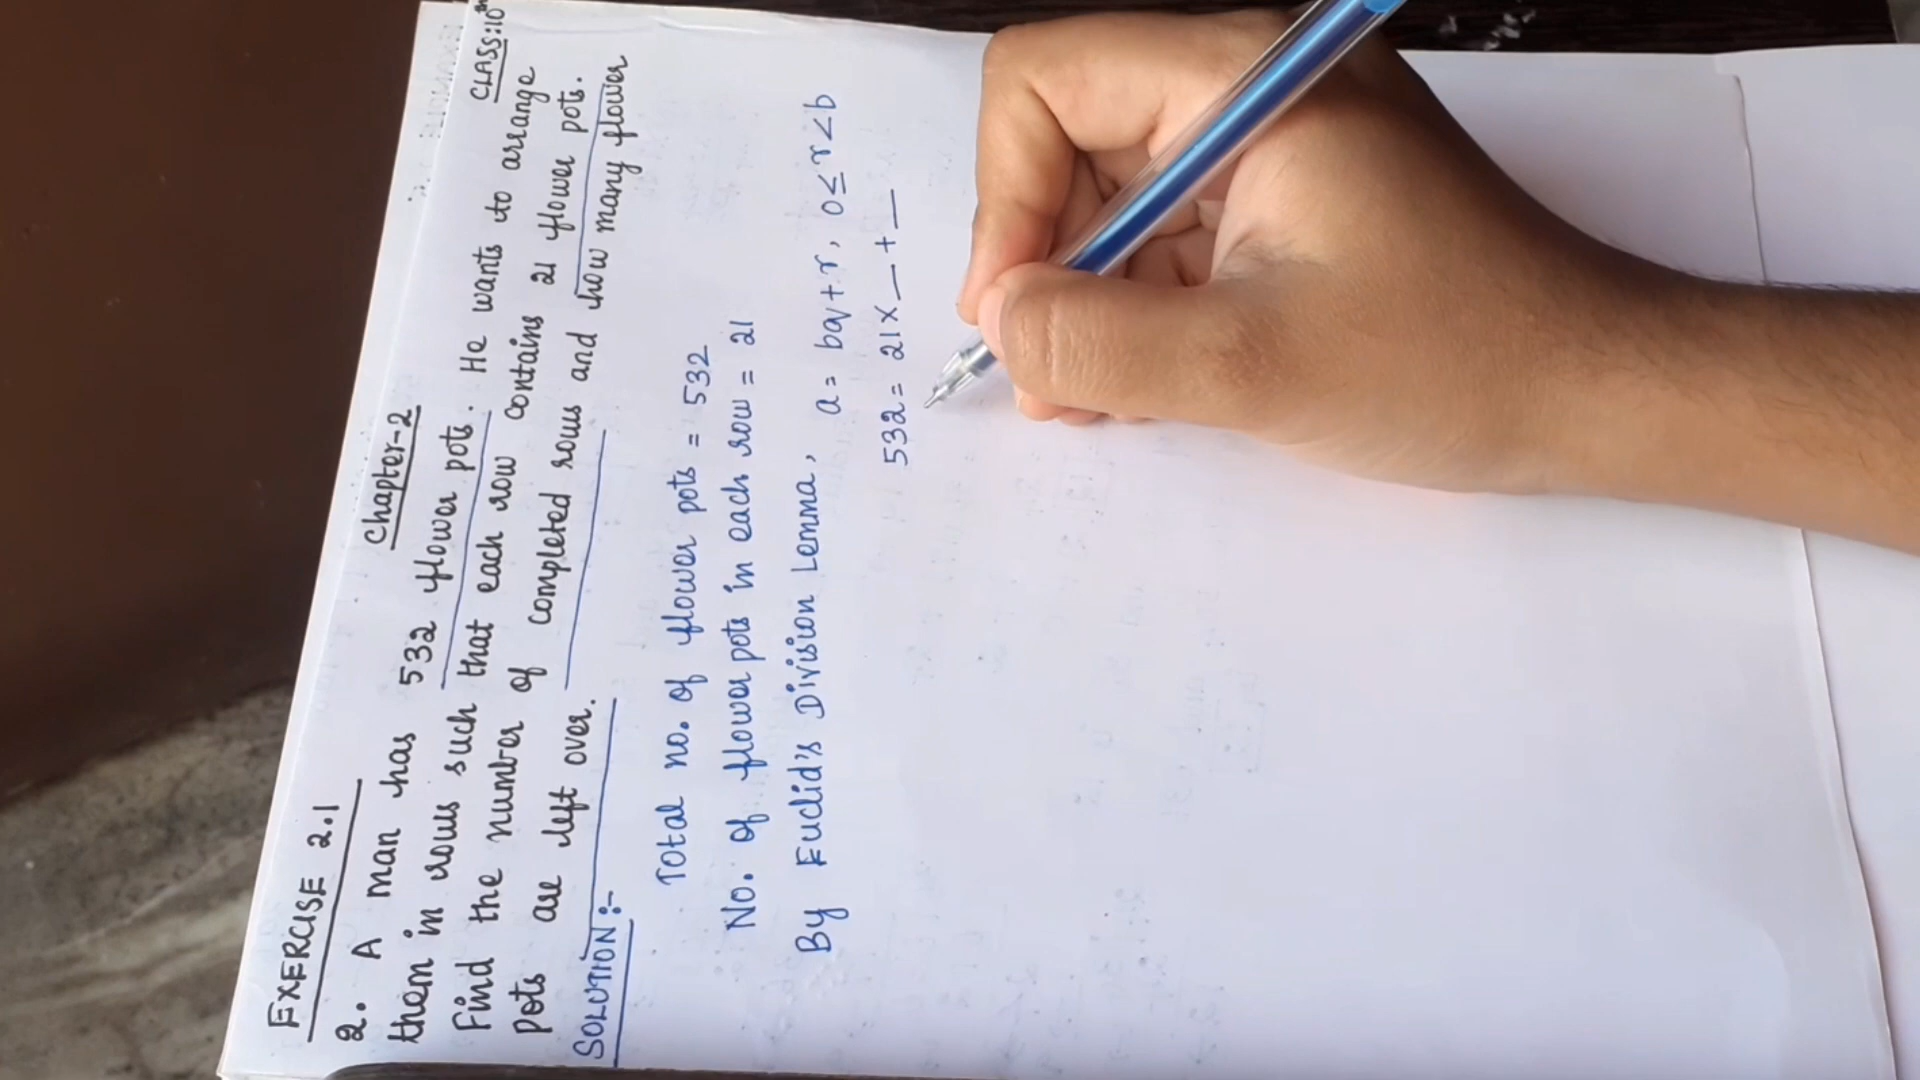 CLASS:10th
Chapter-2
EXERCISE 2.1
2. A man has 532 flower pots. He wants to arrange
them in rows such that each row contains 21 flower pots.
Find the number of completed rows and how many flower
pots are left over.
SOLUTION:-
Total no. of flower pots = 532
No. of flower pots in each row = 21
By Euclid's Division Lemma, a = bq + r, 0 ≤ r < b
532 = 21 × __ + __